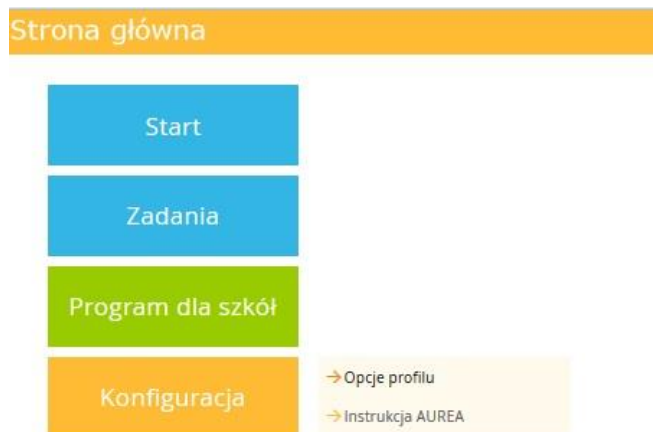 Strona główna
Start
Zadania
Program dla szkół
Konfiguracja
→Opcje profilu
→Instrukcja AUREA